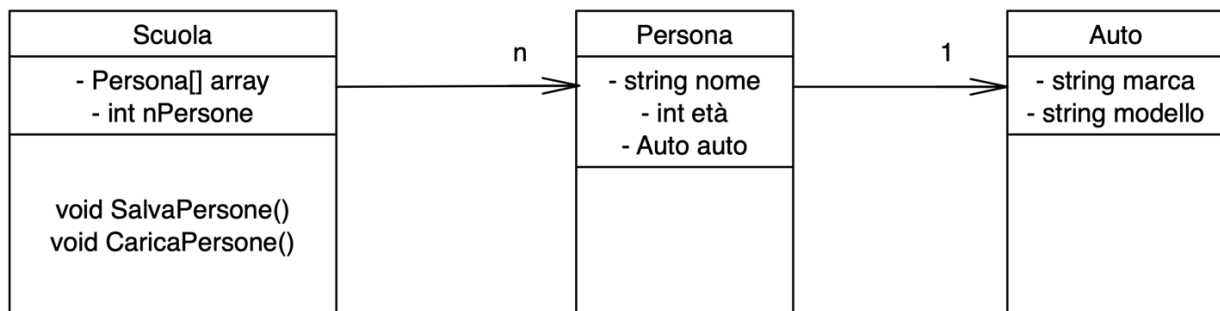 Scuola
- Persona[] array
- int nPersone
void SalvaPersone()
void CaricaPersone()
n
Persona
- string nome
- int età
- Auto auto
1
Auto
- string marca
- string modello